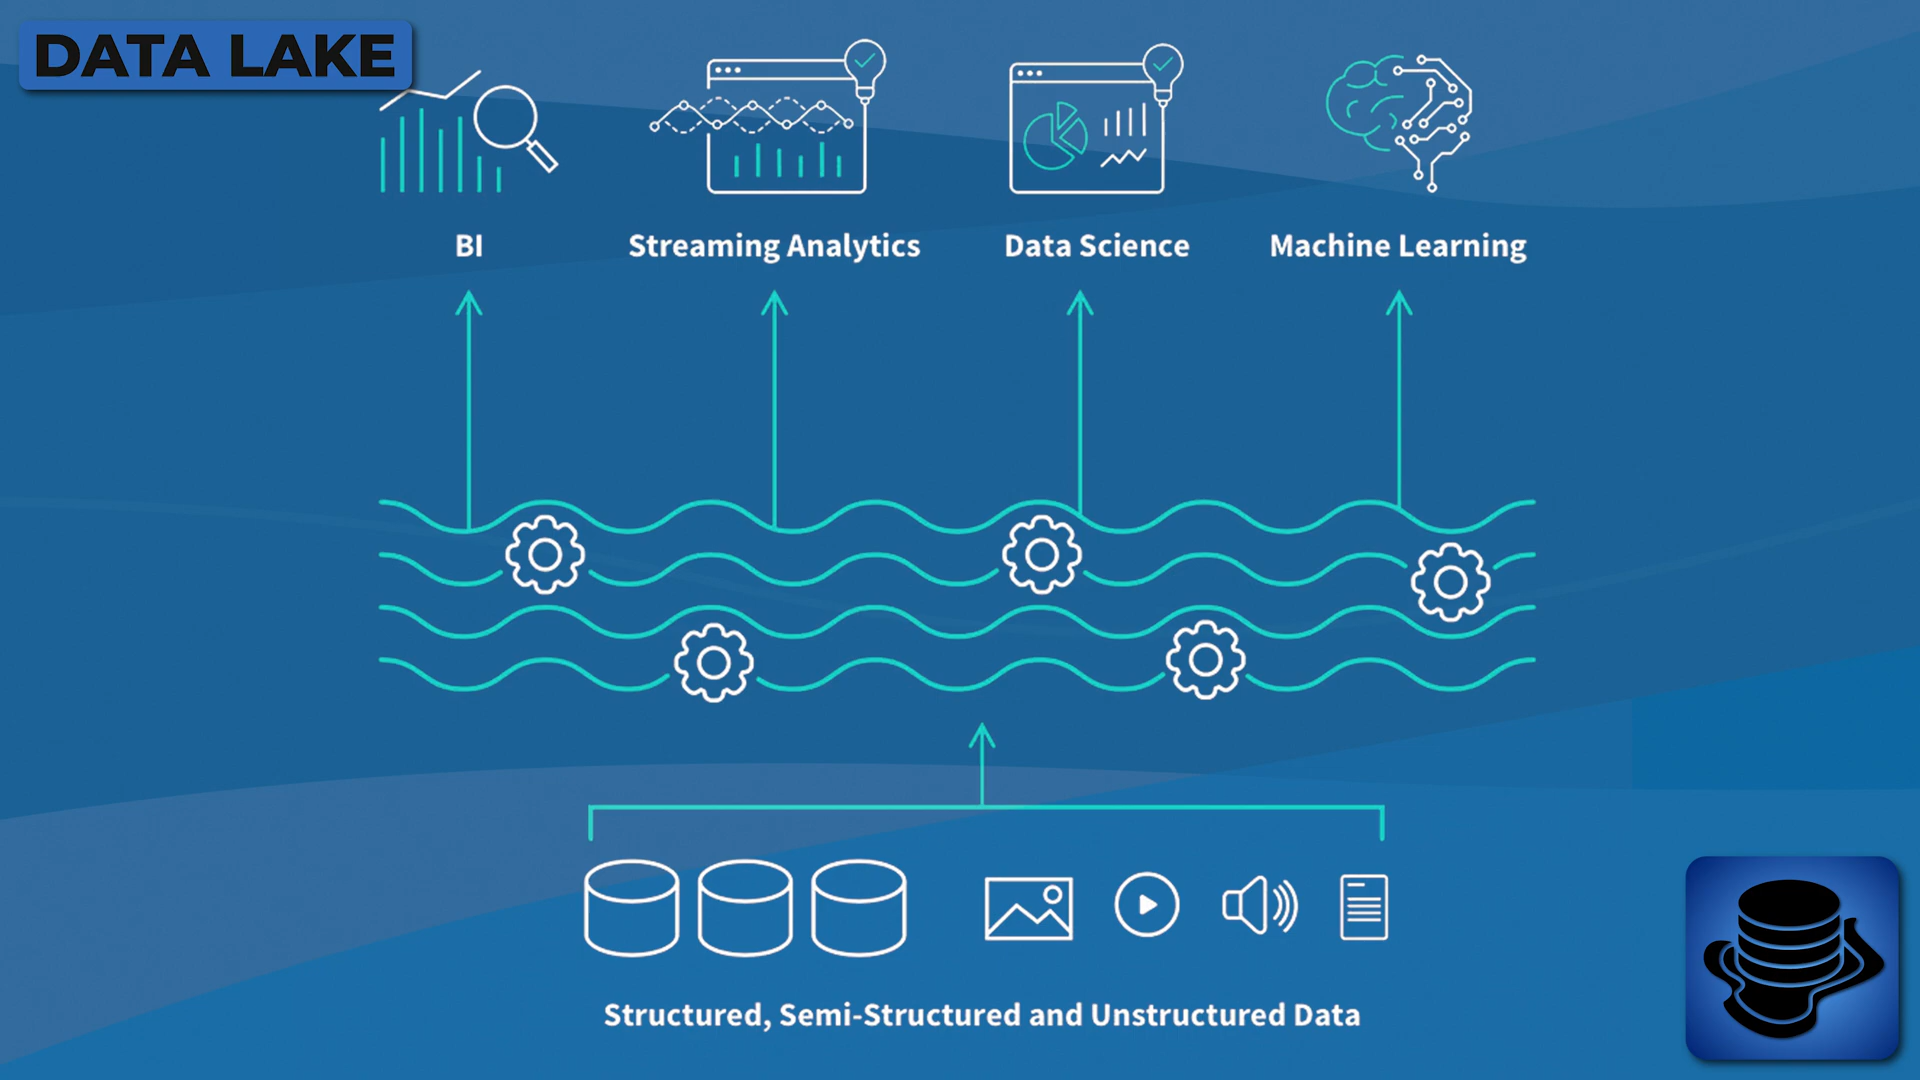 DATA LAKE
BI
Streaming Analytics
Data Science
Machine Learning
Structured, Semi-Structured and Unstructured Data